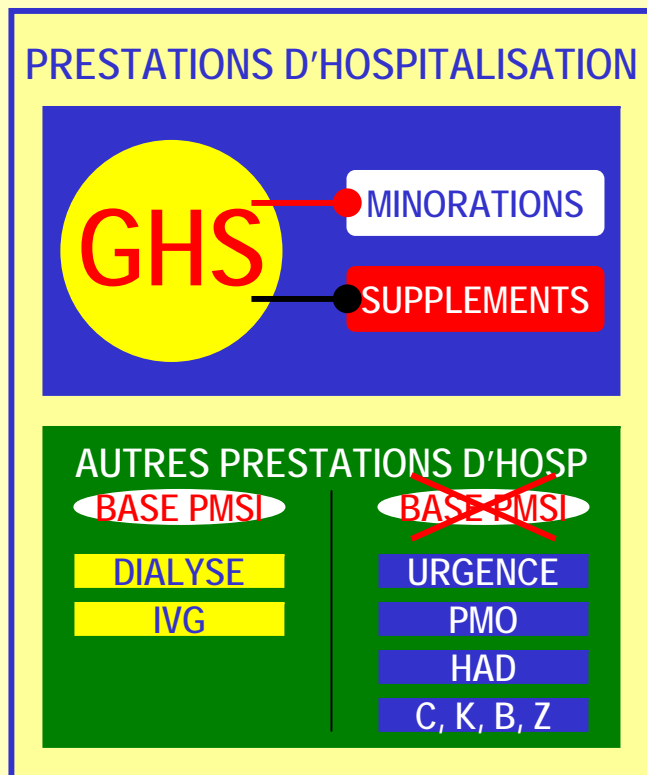 PRESTATIONS D'HOSPITALISATION
GHS
MINORATIONS
SUPPLEMENTS
AUTRES PRESTATIONS D'HOSP
BASE PMSI
DIALYSE
IVG
BASE PMSI
URGENCE
PMO
HAD
C, K, B, Z